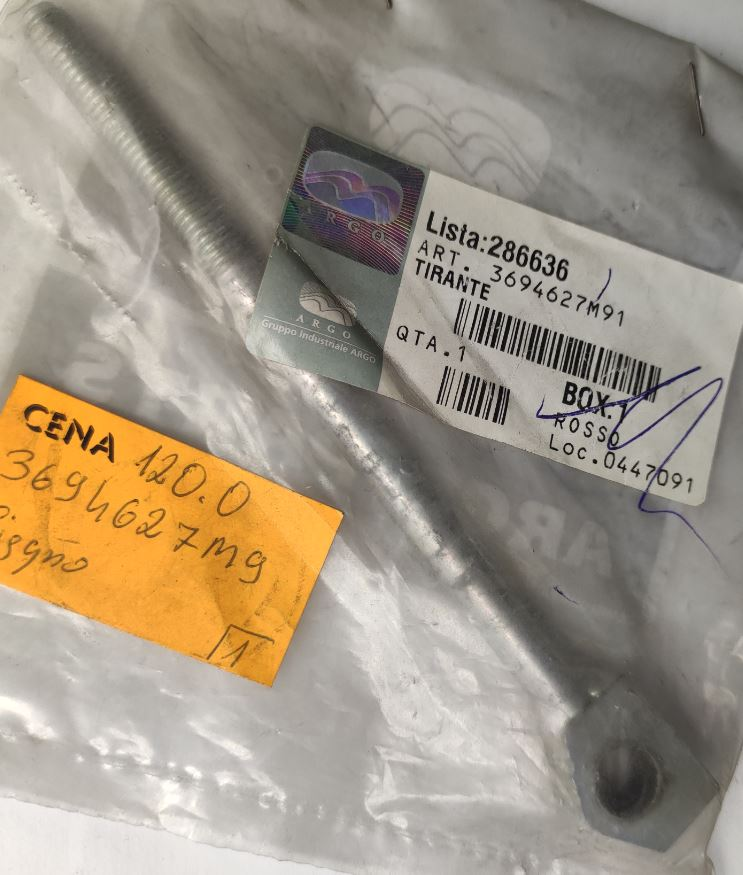 ARGO
ARGO
Gruppo industriale ARGO
Lista:286636
ART. 3694627M91
TIRANTE
QTA.1
BOX.1
ROSSO
Loc.0447091
CENA 120.0
3694627M9
1